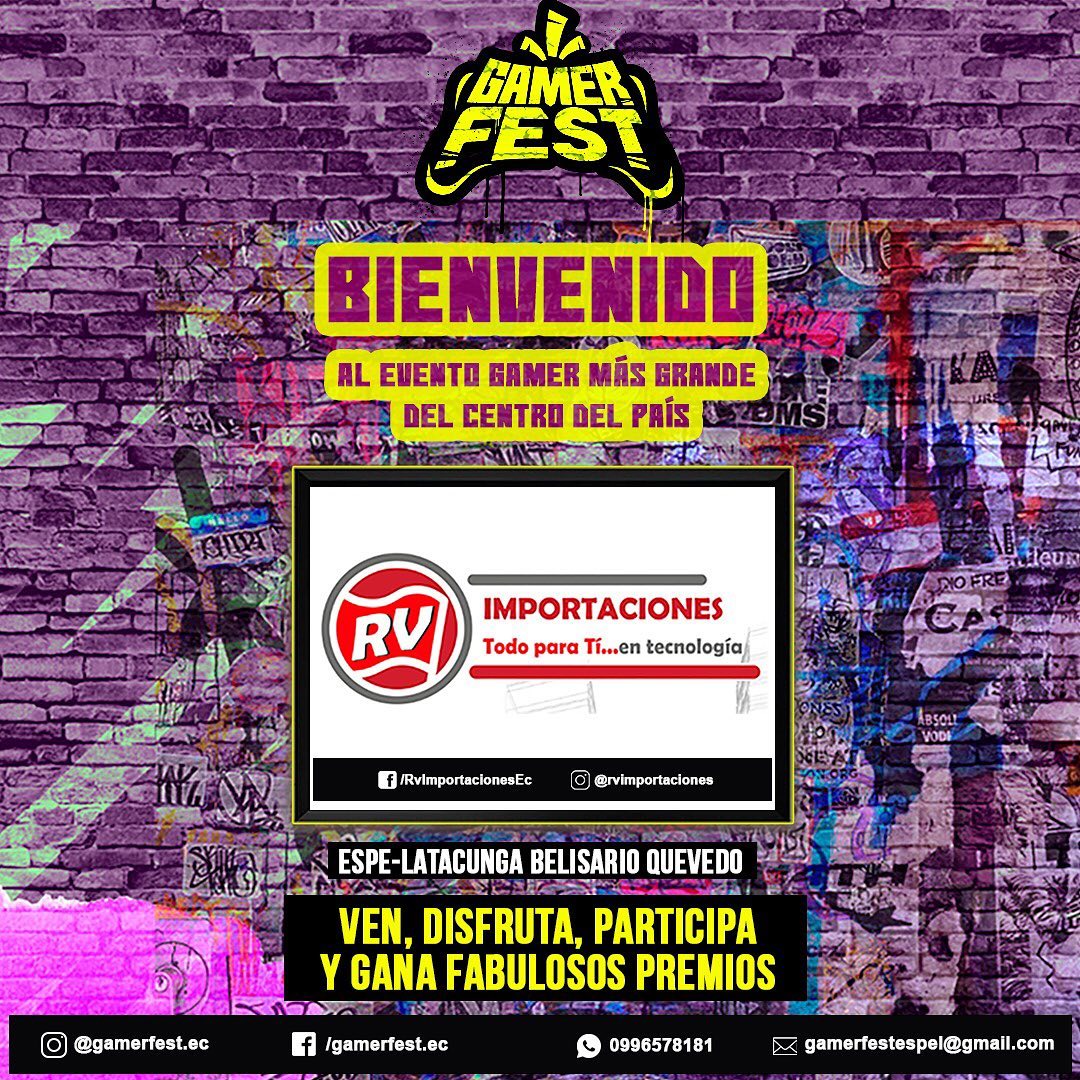 GAMER
FEST
BIENVENIDO
AL EVENTO GAMER MÁS GRANDE
DEL CENTRO DEL PAÍS
RV
IMPORTACIONES
Todo para Tí...en tecnología
/RvImportacionesEc
@rvimportaciones
ESPE-LATACUNGA BELISARIO QUEVEDO
VEN, DISFRUTA, PARTICIPA
Y GANA FABULOSOS PREMIOS
@gamerfest.ec
/gamerfest.ec
0996578181
gamerfestespel@gmail.com